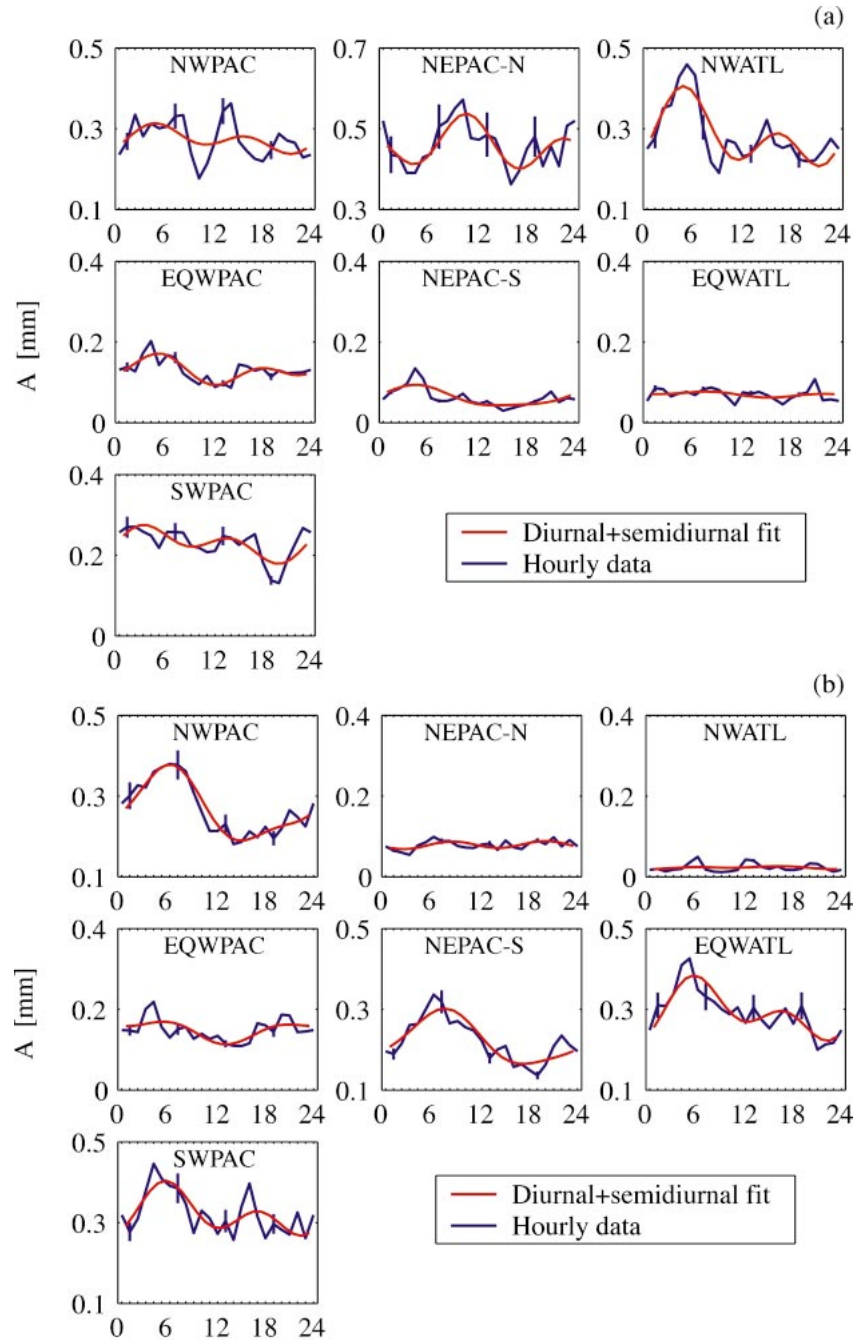 (a)
NWPAC NEPAC-N NWATL
0.5 0.7 0.5
0.3 0.5 0.3
0.1 0.3 0.1
0 6 12 18 24 0 6 12 18 24 0 6 12 18 24
EQWPAC NEPAC-S EQWATL
0.4 0.4 0.4
0.2 0.2 0.2
0 0 0
0 6 12 18 24 0 6 12 18 24 0 6 12 18 24
A [mm]
SWPAC
0.4
0.2
0
0 6 12 18 24
Diurnal+semidiurnal fit
Hourly data
(b)
NWPAC NEPAC-N NWATL
0.5 0.4 0.4
0.3 0.2 0.2
0.1 0 0
0 6 12 18 24 0 6 12 18 24 0 6 12 18 24
EQWPAC NEPAC-S EQWATL
0.4 0.5 0.5
0.2 0.3 0.3
0 0.1 0.1
0 6 12 18 24 0 6 12 18 24 0 6 12 18 24
A [mm]
SWPAC
0.5
0.3
0.1
0 6 12 18 24
Diurnal+semidiurnal fit
Hourly data